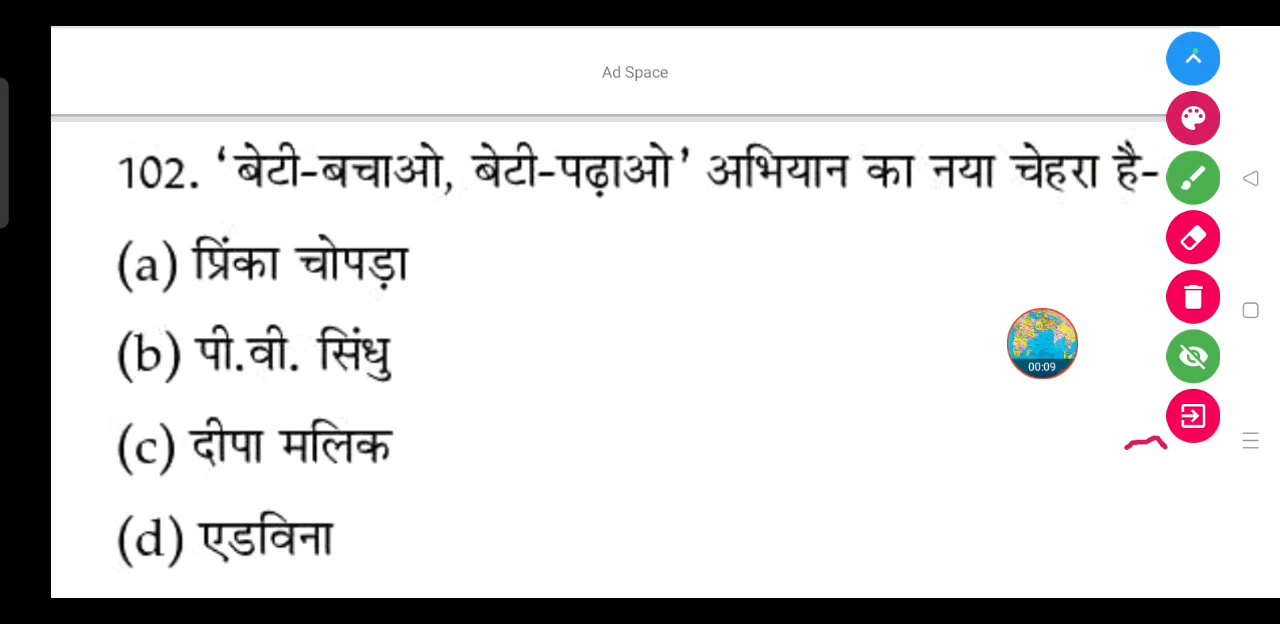 Ad Space
102. ‘बेटी-बचाओ, बेटी-पढ़ाओ’ अभियान का नया चेहरा है-
(a) प्रिंका चोपड़ा
(b) पी.वी. सिंधु
00:09
(c) दीपा मलिक
(d) एडविना